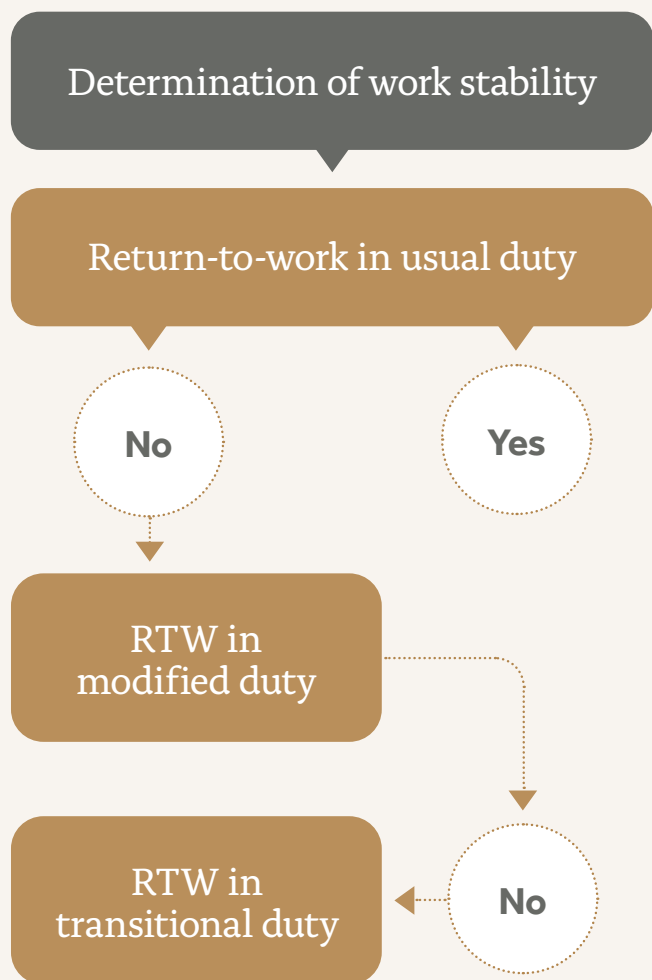 Determination of work stability
Return-to-work in usual duty
No
Yes
RTW in
modified duty
No
RTW in
transitional duty